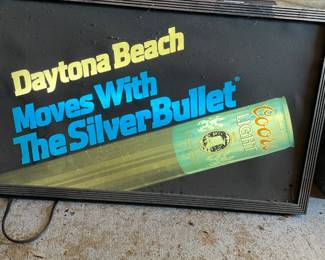 Daytona Beach
Moves With
The Silver Bullet®
Coors
LIGHT